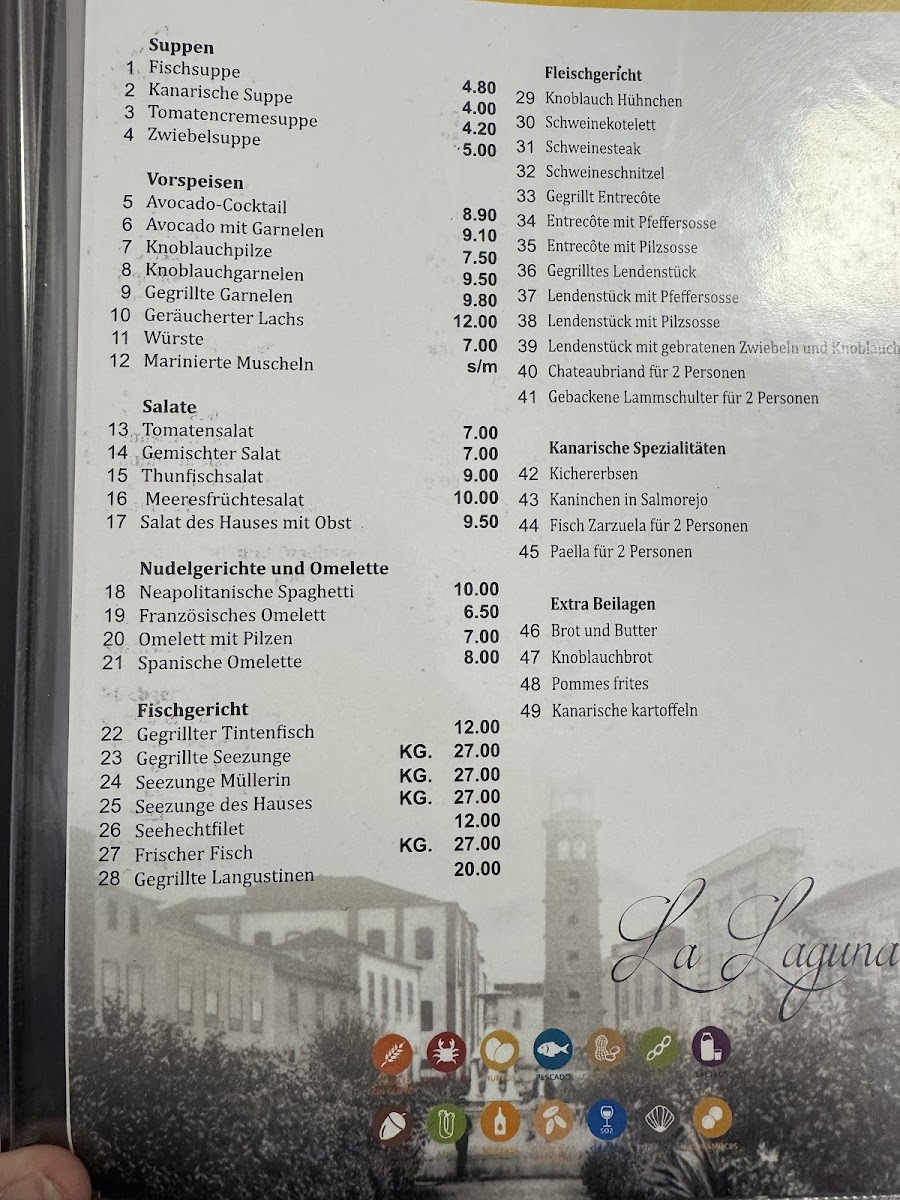 Suppen
1 Fischsuppe 4.80
2 Kanarische Suppe 4.00
3 Tomatencremesuppe 4.20
4 Zwiebelsuppe 5.00
Vorspeisen
5 Avocado-Cocktail 8.90
6 Avocado mit Garnelen 9.10
7 Knoblauchpilze 7.50
8 Knoblauchgarnelen 9.50
9 Gegrillte Garnelen 9.80
10 Geräucherter Lachs 12.00
11 Würste 7.00
12 Marinierte Muscheln s/m
Salate
13 Tomatensalat 7.00
14 Gemischter Salat 7.00
15 Thunfischsalat 9.00
16 Meeresfrüchtesalat 10.00
17 Salat des Hauses mit Obst 9.50
Nudelgerichte und Omelette
18 Neapolitanische Spaghetti 10.00
19 Französisches Omelett 6.50
20 Omelett mit Pilzen 7.00
21 Spanische Omelette 8.00
Fischgericht
22 Gegrillter Tintenfisch 12.00
23 Gegrillte Seezunge KG. 27.00
24 Seezunge Müllerin KG. 27.00
25 Seezunge des Hauses KG. 27.00
26 Seehechtfilet 12.00
27 Frischer Fisch KG. 27.00
28 Gegrillte Langustinen 20.00
Fleischgericht
29 Knoblauch Hühnchen
30 Schweinekotelett
31 Schweinesteak
32 Schweineschnitzel
33 Gegrillt Entrecôte
34 Entrecôte mit Pfeffersosse
35 Entrecôte mit Pilzsosse
36 Gegrilltes Lendenstück
37 Lendenstück mit Pfeffersosse
38 Lendenstück mit Pilzsosse
39 Lendenstück mit gebratenen Zwiebeln und Knoblauch
40 Chateaubriand für 2 Personen
41 Gebackene Lammschulter für 2 Personen
Kanarische Spezialitäten
42 Kichererbsen
43 Kaninchen in Salmorejo
44 Fisch Zarzuela für 2 Personen
45 Paella für 2 Personen
Extra Beilagen
46 Brot und Butter
47 Knoblauchbrot
48 Pommes frites
49 Kanarische kartoffeln
La Laguna
PESCADO
LÁCTEOS
SO2